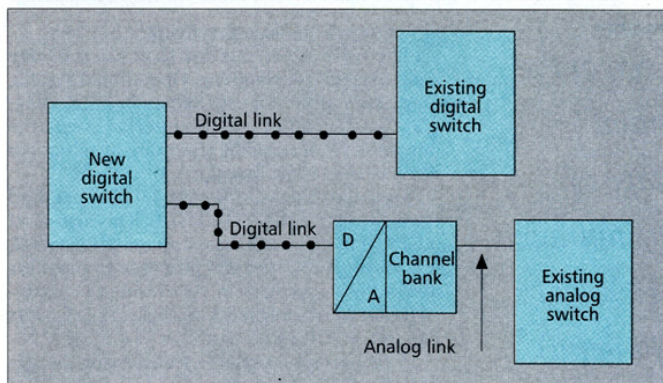 New
digital
switch
Digital link
Existing
digital
switch
Digital link
D
A
Channel
bank
Analog link
Existing
analog
switch